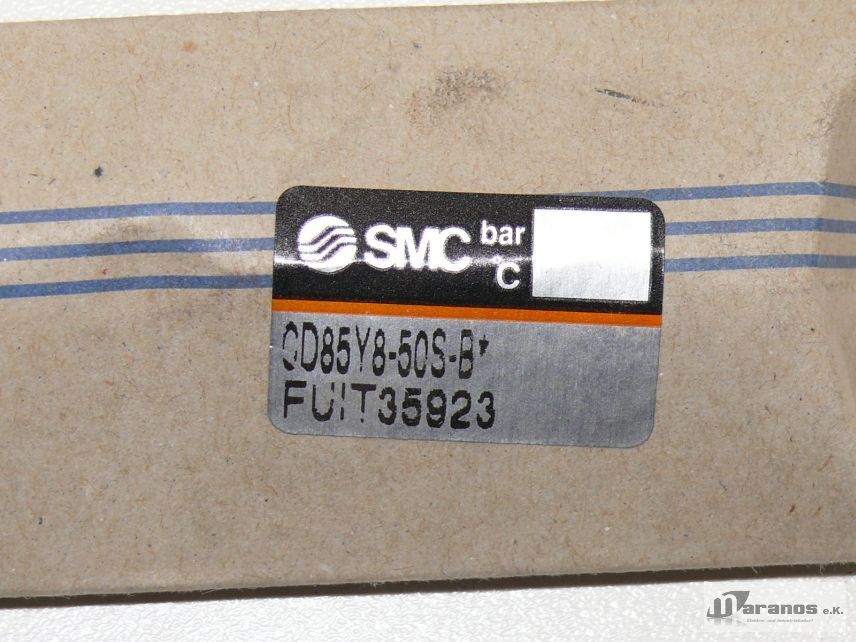 SMC bar
°C
CD85Y8-50S-B*
FUIT35923
Maranos e.K.